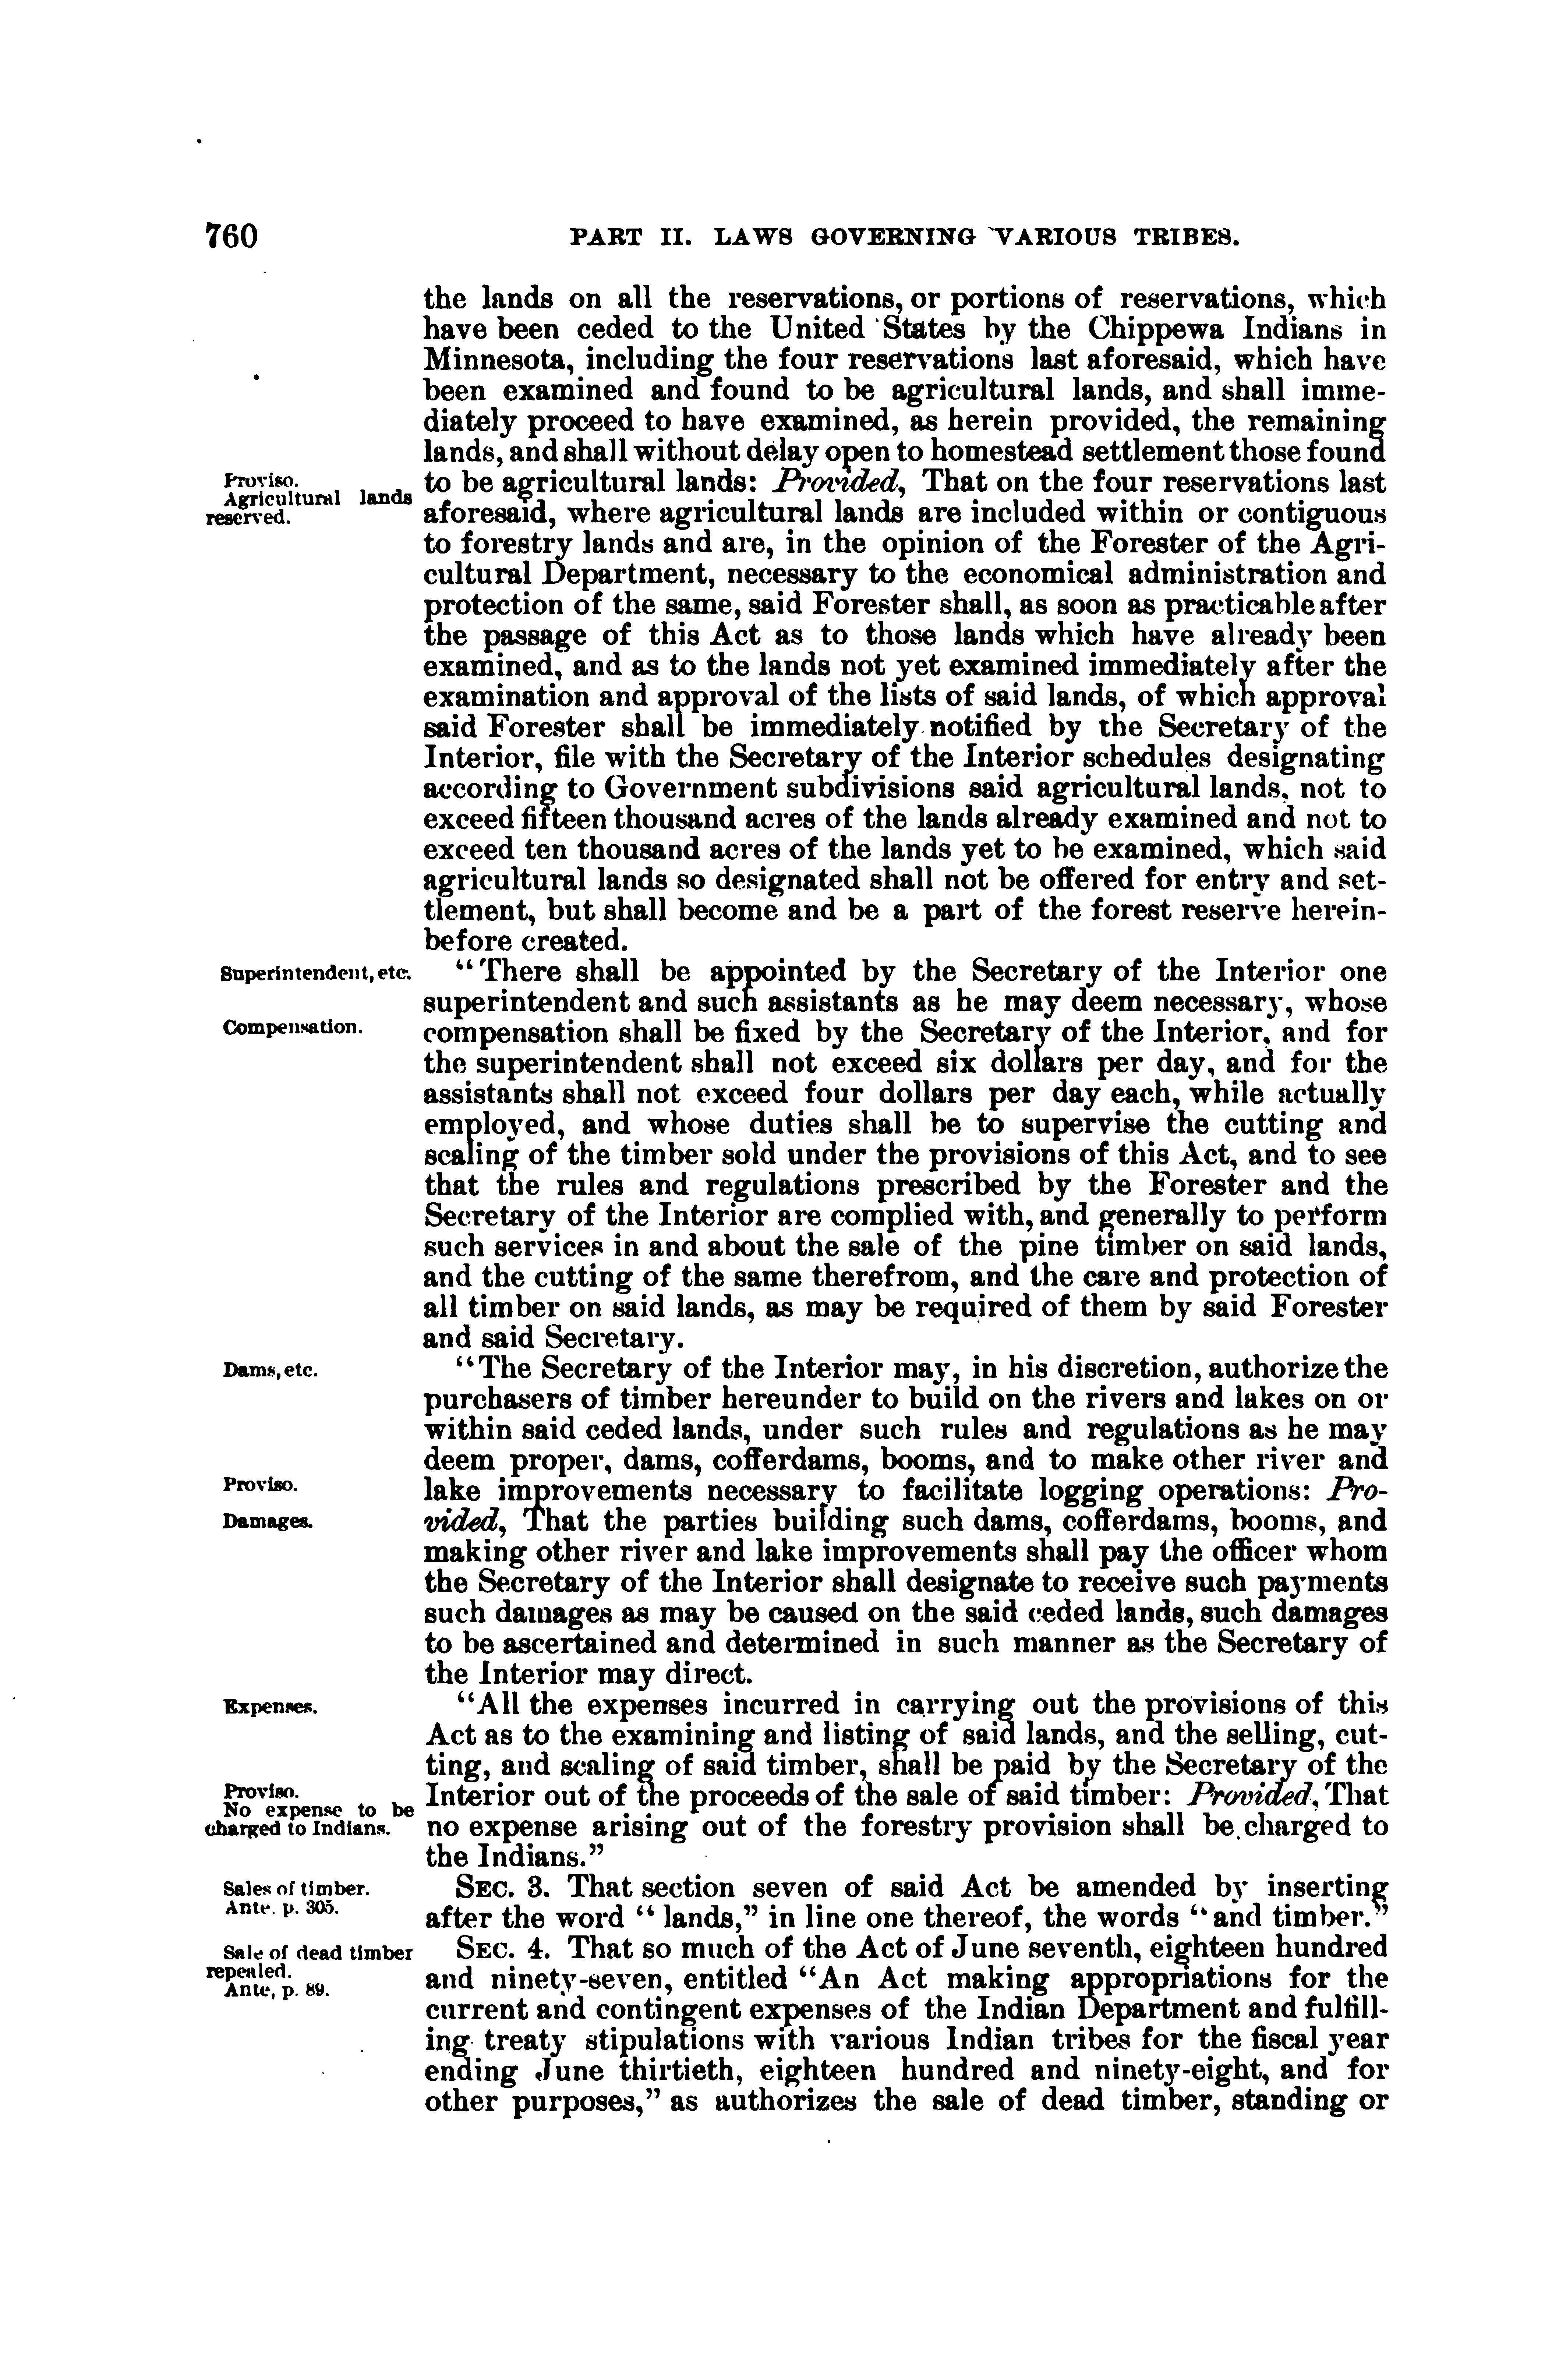 760
PART II. LAWS GOVERNING VARIOUS TRIBES.
the lands on all the reservations, or portions of reservations, which
have been ceded to the United States by the Chippewa Indians in
Minnesota, including the four reservations last aforesaid, which have
been examined and found to be agricultural lands, and shall imme-
diately proceed to have examined, as herein provided, the remaining
lands, and shall without delay open to homestead settlement those found
Proviso.
Agricultural lands
reserved.
to be agricultural lands: Provided, That on the four reservations last
aforesaid, where agricultural lands are included within or contiguous
to forestry lands and are, in the opinion of the Forester of the Agri-
cultural Department, necessary to the economical administration and
protection of the same, said Forester shall, as soon as practicable after
the passage of this Act as to those lands which have already been
examined, and as to the lands not yet examined immediately after the
examination and approval of the lists of said lands, of which approval
said Forester shall be immediately notified by the Secretary of the
Interior, file with the Secretary of the Interior schedules designating
according to Government subdivisions said agricultural lands, not to
exceed fifteen thousand acres of the lands already examined and not to
exceed ten thousand acres of the lands yet to be examined, which said
agricultural lands so designated shall not be offered for entry and set-
tlement, but shall become and be a part of the forest reserve herein-
before created.
Superintendent, etc.
“There shall be appointed by the Secretary of the Interior one
superintendent and such assistants as he may deem necessary, whose
Compensation.
compensation shall be fixed by the Secretary of the Interior, and for
the superintendent shall not exceed six dollars per day, and for the
assistants shall not exceed four dollars per day each, while actually
employed, and whose duties shall be to supervise the cutting and
scaling of the timber sold under the provisions of this Act, and to see
that the rules and regulations prescribed by the Forester and the
Secretary of the Interior are complied with, and generally to perform
such services in and about the sale of the pine timber on said lands,
and the cutting of the same therefrom, and the care and protection of
all timber on said lands, as may be required of them by said Forester
and said Secretary.
Dams, etc.
“The Secretary of the Interior may, in his discretion, authorize the
purchasers of timber hereunder to build on the rivers and lakes on or
within said ceded lands, under such rules and regulations as he may
deem proper, dams, cofferdams, booms, and to make other river and
Proviso.
lake improvements necessary to facilitate logging operations: Pro-
Damages.
vided, That the parties building such dams, cofferdams, booms, and
making other river and lake improvements shall pay the officer whom
the Secretary of the Interior shall designate to receive such payments
such damages as may be caused on the said ceded lands, such damages
to be ascertained and determined in such manner as the Secretary of
the Interior may direct.
Expenses.
“All the expenses incurred in carrying out the provisions of this
Act as to the examining and listing of said lands, and the selling, cut-
ting, and scaling of said timber, shall be paid by the Secretary of the
Proviso.
No expense to be
charged to Indians.
Interior out of the proceeds of the sale of said timber: Provided, That
no expense arising out of the forestry provision shall be charged to
the Indians.”
Sales of timber.
Ante, p. 305.
SEC. 3. That section seven of said Act be amended by inserting
after the word “lands,” in line one thereof, the words “and timber.”
Sale of dead timber
repealed.
Ante, p. 89.
SEC. 4. That so much of the Act of June seventh, eighteen hundred
and ninety-seven, entitled “An Act making appropriations for the
current and contingent expenses of the Indian Department and fulfill-
ing treaty stipulations with various Indian tribes for the fiscal year
ending June thirtieth, eighteen hundred and ninety-eight, and for
other purposes,” as authorizes the sale of dead timber, standing or